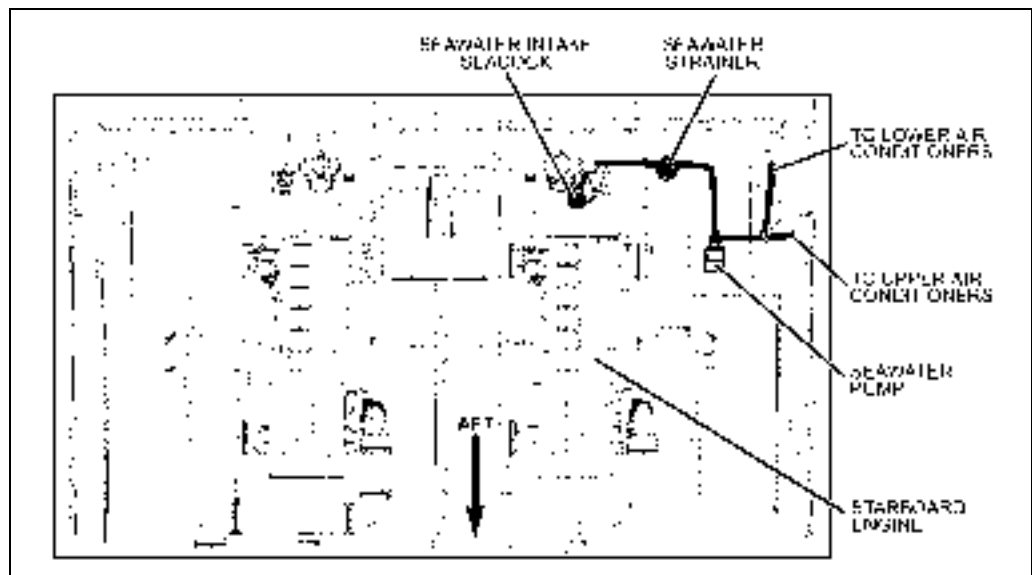 SEAWATER INTAKE
SEACOCK
SEAWATER
STRAINER
TO LOWER AIR
CONDITIONERS
TO UPPER AIR
CONDITIONERS
SEAWATER
PUMP
AFT
STARBOARD
ENGINE